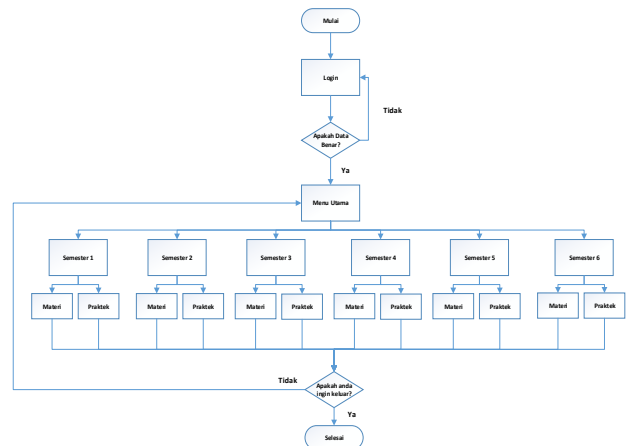 Mulai
Login
Tidak
Apakah Data
Benar?
Ya
Menu Utama
Semester 1
Semester 2
Semester 3
Semester 4
Semester 5
Semester 6
Materi
Praktek
Materi
Praktek
Materi
Praktek
Materi
Praktek
Materi
Praktek
Materi
Praktek
Tidak
Apakah anda
ingin keluar?
Ya
Selesai